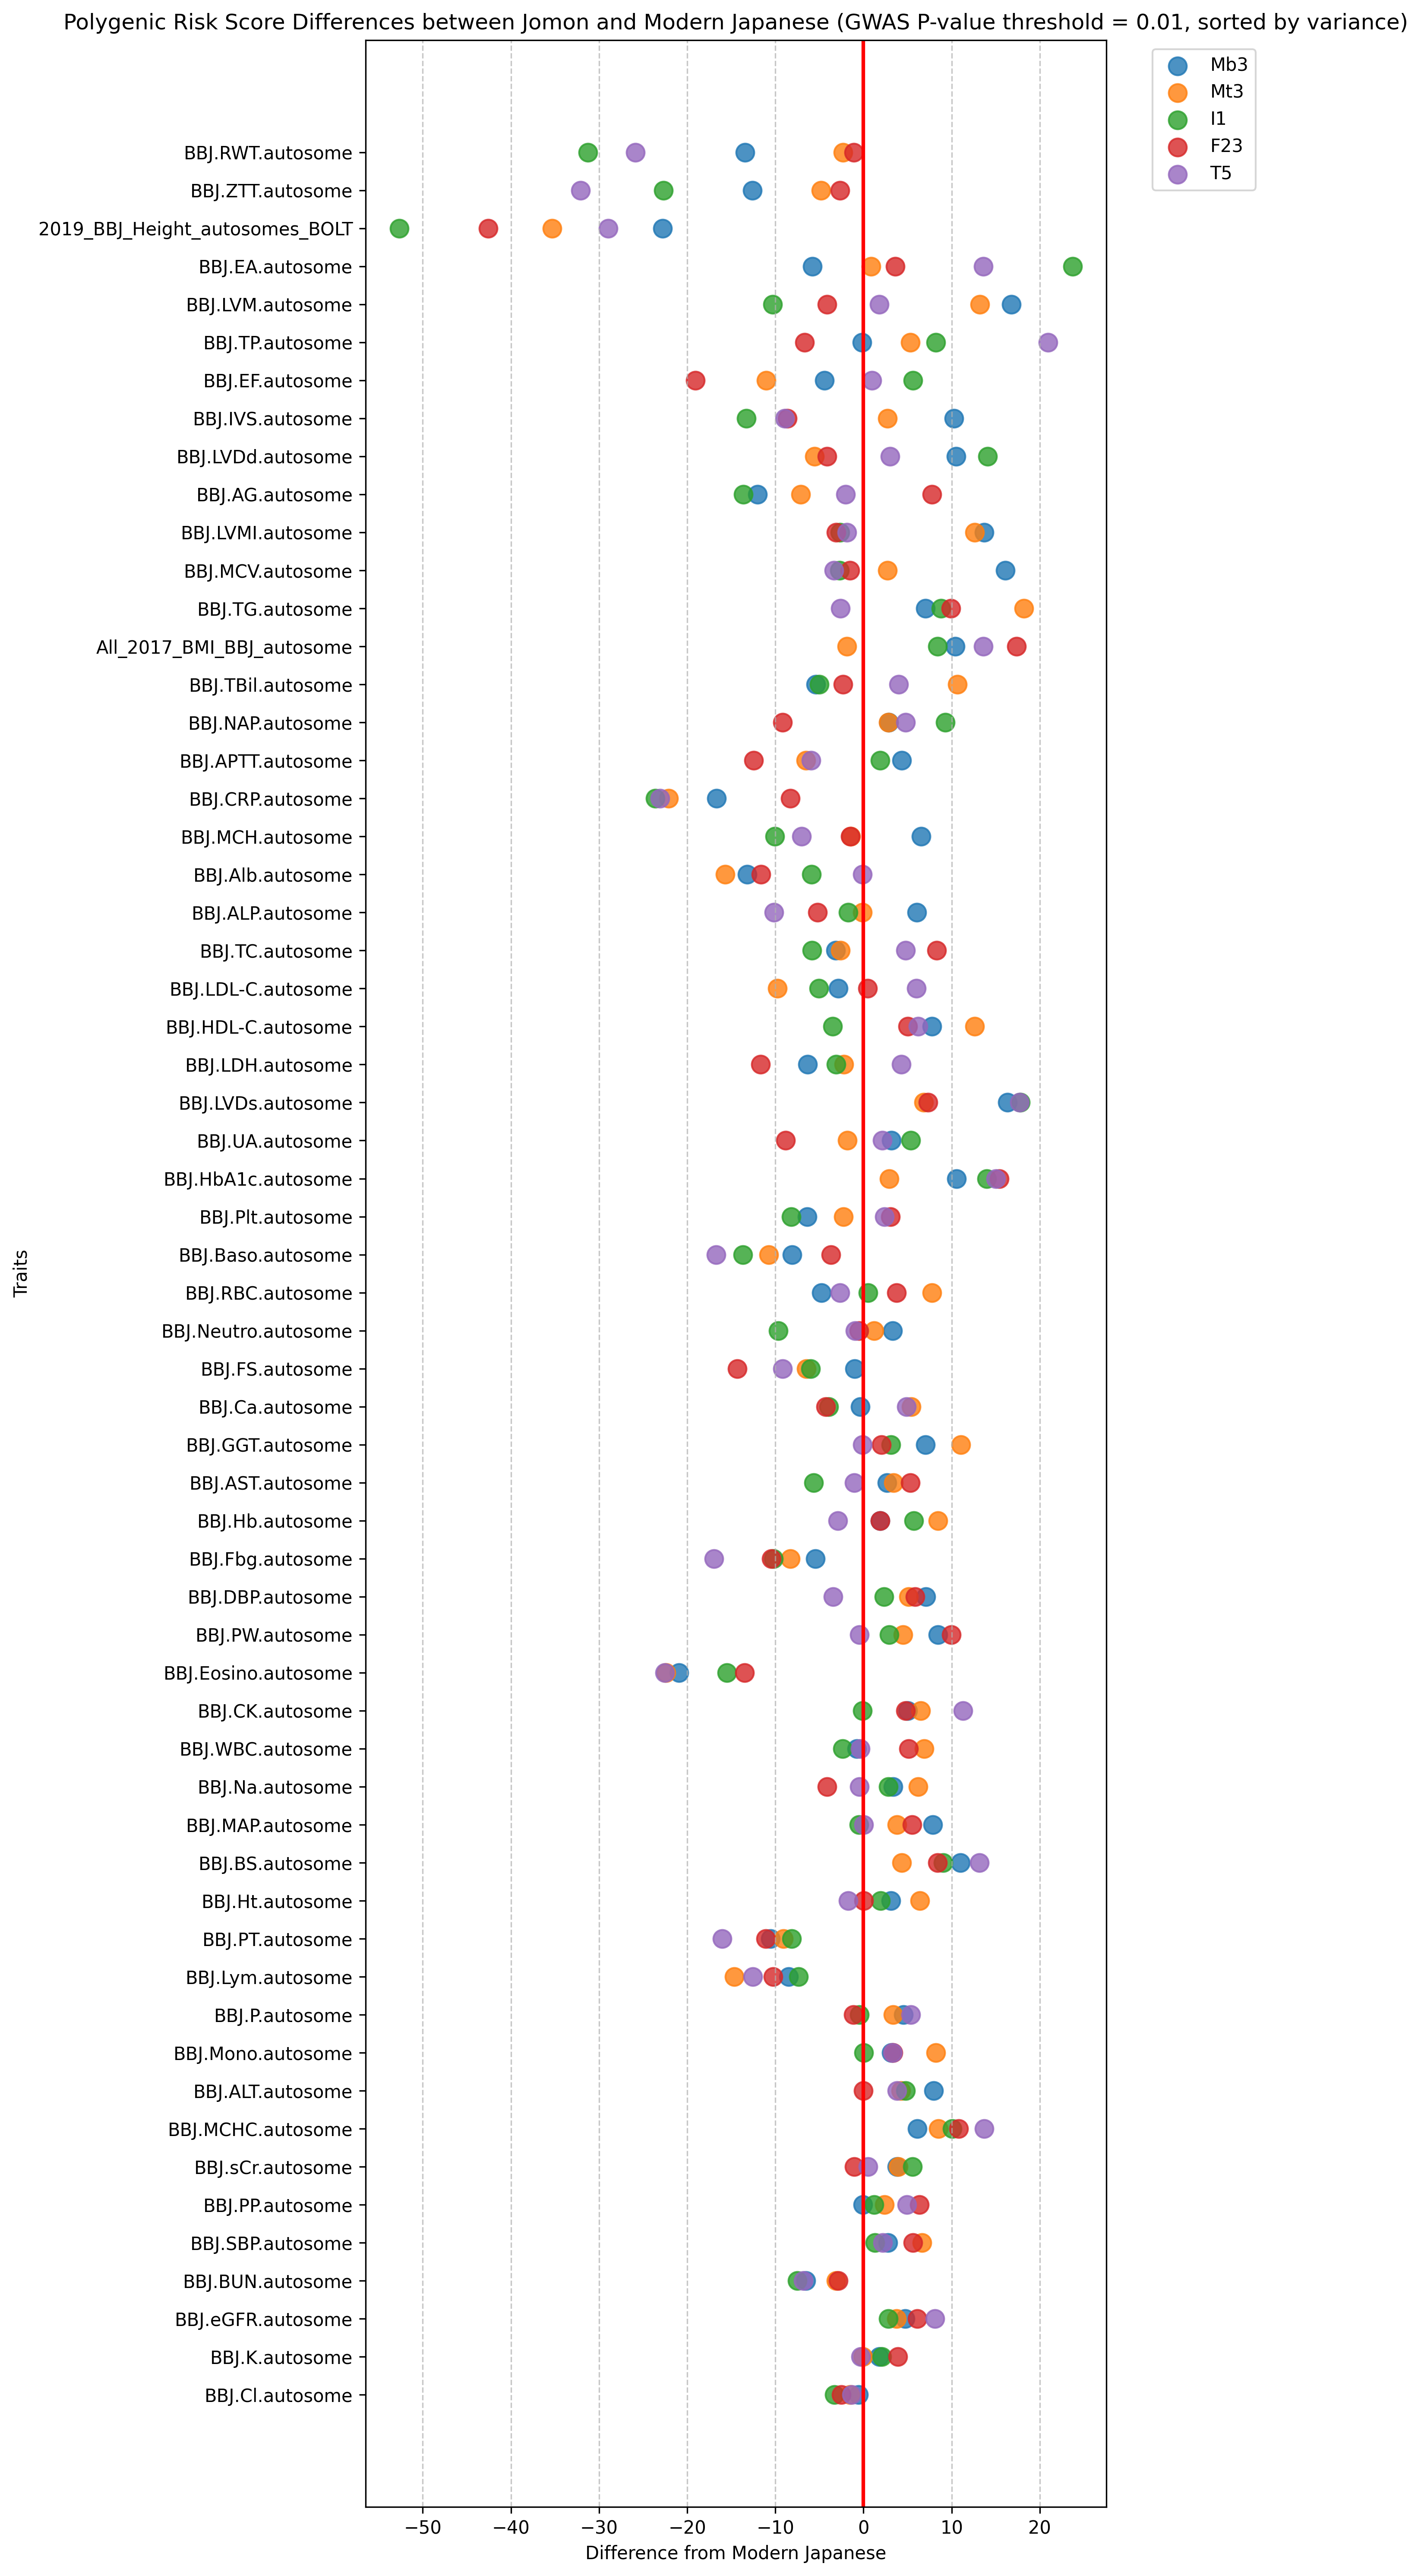 Polygenic Risk Score Differences between Jomon and Modern Japanese (GWAS P-value threshold = 0.01, sorted by variance)
Mb3
Mt3
I1
F23
T5
BBJ.RWT.autosome
BBJ.ZTT.autosome
2019_BBJ_Height_autosomes_BOLT
BBJ.EA.autosome
BBJ.LVM.autosome
BBJ.TP.autosome
BBJ.EF.autosome
BBJ.IVS.autosome
BBJ.LVDd.autosome
BBJ.AG.autosome
BBJ.LVMI.autosome
BBJ.MCV.autosome
BBJ.TG.autosome
All_2017_BMI_BBJ_autosome
BBJ.TBil.autosome
BBJ.NAP.autosome
BBJ.APTT.autosome
BBJ.CRP.autosome
BBJ.MCH.autosome
BBJ.Alb.autosome
BBJ.ALP.autosome
BBJ.TC.autosome
BBJ.LDL-C.autosome
BBJ.HDL-C.autosome
BBJ.LDH.autosome
BBJ.LVDs.autosome
BBJ.UA.autosome
BBJ.HbA1c.autosome
BBJ.Plt.autosome
BBJ.Baso.autosome
BBJ.RBC.autosome
BBJ.Neutro.autosome
BBJ.FS.autosome
BBJ.Ca.autosome
BBJ.GGT.autosome
BBJ.AST.autosome
BBJ.Hb.autosome
BBJ.Fbg.autosome
BBJ.DBP.autosome
BBJ.PW.autosome
BBJ.Eosino.autosome
BBJ.CK.autosome
BBJ.WBC.autosome
BBJ.Na.autosome
BBJ.MAP.autosome
BBJ.BS.autosome
BBJ.Ht.autosome
BBJ.PT.autosome
BBJ.Lym.autosome
BBJ.P.autosome
BBJ.Mono.autosome
BBJ.ALT.autosome
BBJ.MCHC.autosome
BBJ.sCr.autosome
BBJ.PP.autosome
BBJ.SBP.autosome
BBJ.BUN.autosome
BBJ.eGFR.autosome
BBJ.K.autosome
BBJ.Cl.autosome
Traits
−50 −40 −30 −20 −10 0 10 20
Difference from Modern Japanese